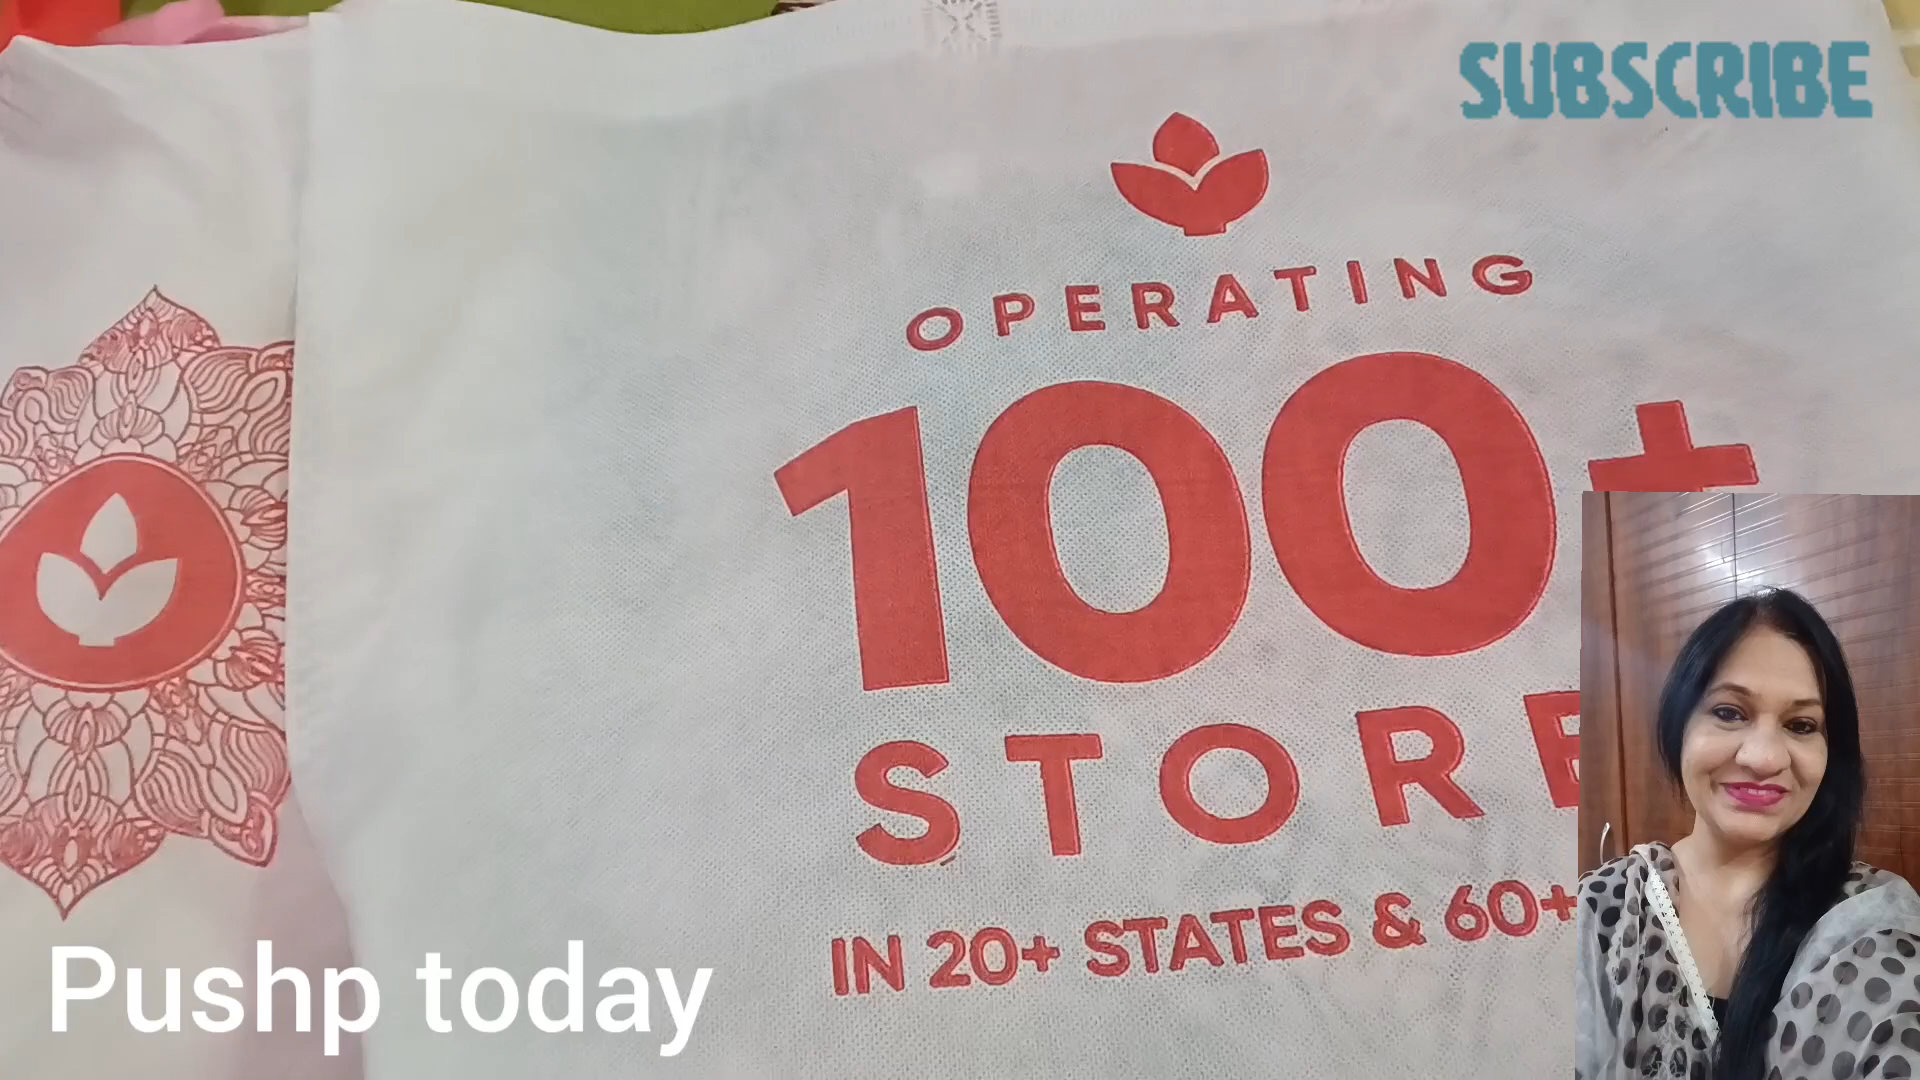 SUBSCRIBE
OPERATING
100+
STORE
IN 20+ STATES & 60+
Pushp today